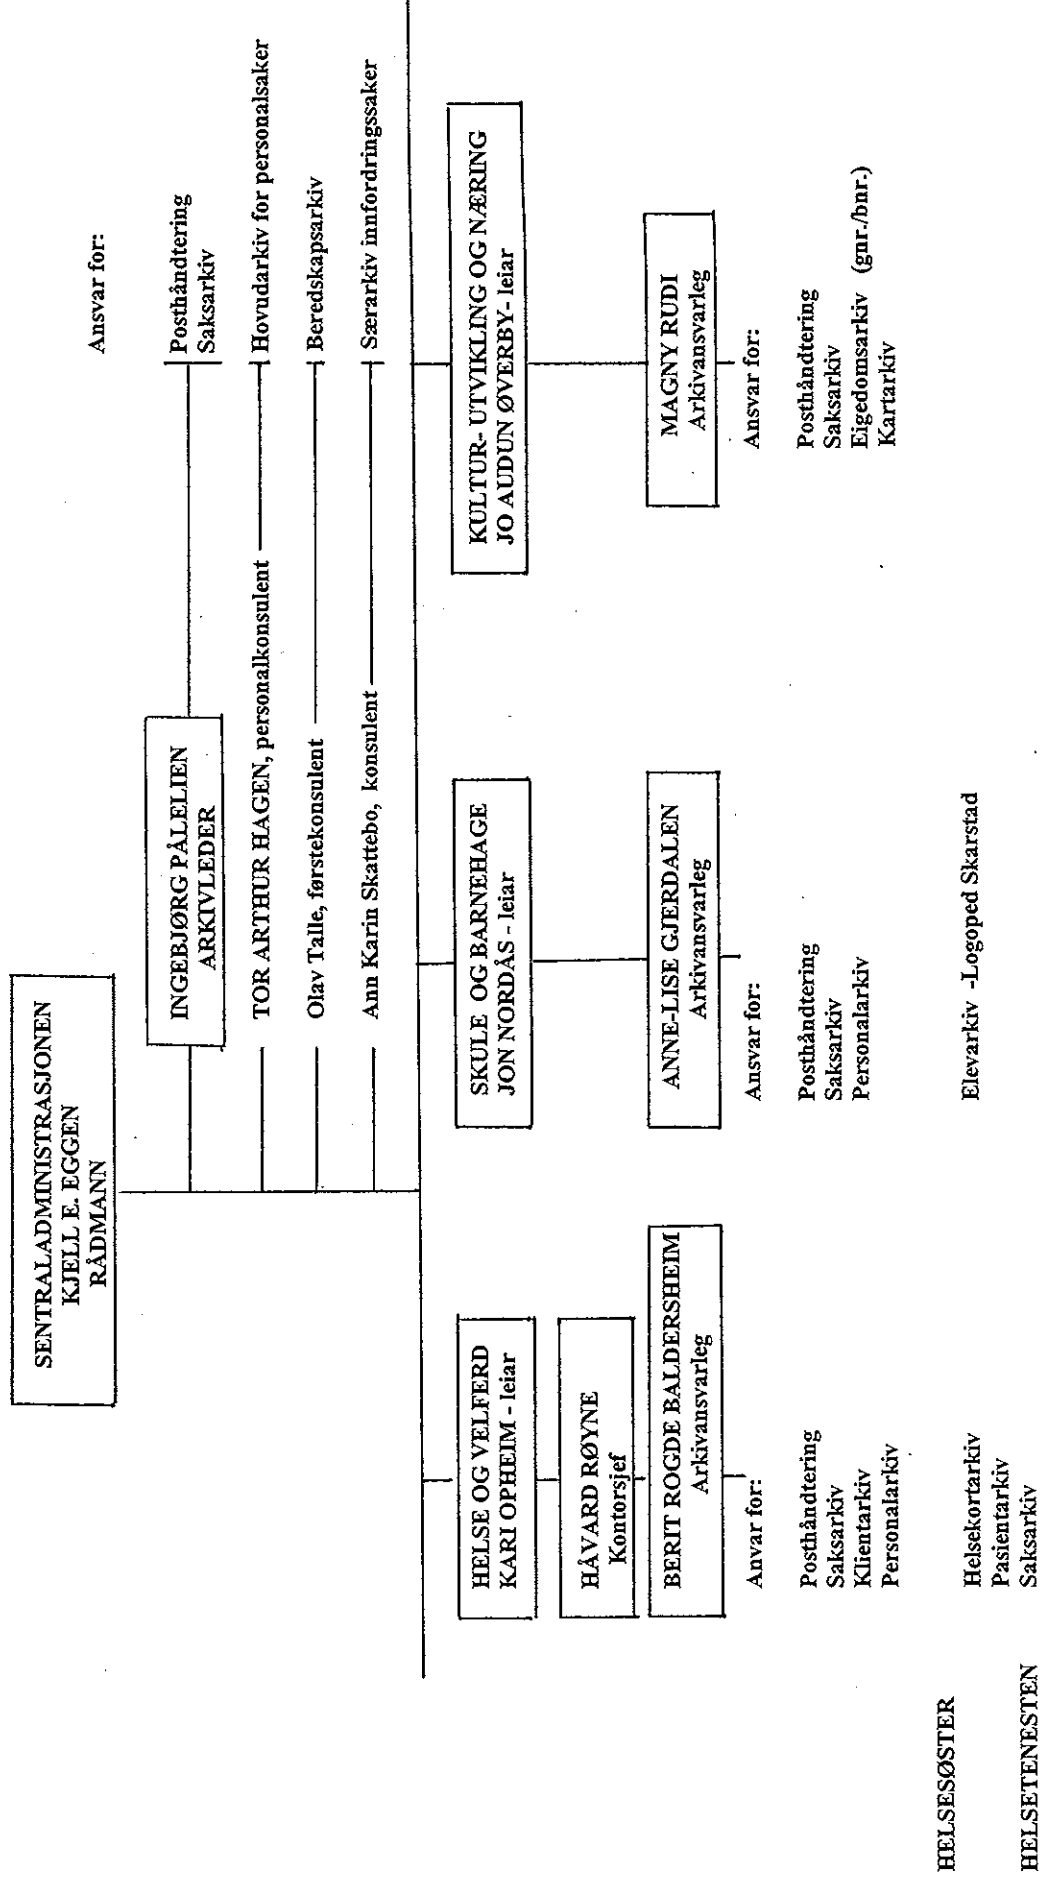 SENTRALADMINISTRASJONEN
KJELL E. EGGEN
RÅDMANN
Ansvar for:
INGEBJØRG PÅLELIEN
ARKIVLEDER
Posthåndtering
Saksarkiv
TOR ARTHUR HAGEN, personalkonsulent
Hovudarkiv for personalsaker
Olav Talle, førstekonsulent
Beredskapsarkiv
Ann Karin Skattebo, konsulent
Særarkiv innfordringssaker
HELSE OG VELFERD
KARI OPHEIM - leiar
HÅVARD RØYNE
Kontorsjef
BERIT ROGDE BALDERSHEIM
Arkivansvarleg
Anvar for:
Posthåndtering
Saksarkiv
Klientarkiv
Personalarkiv
HELSESØSTER
Helsekortarkiv
Pasientarkiv
HELSETENESTEN
Saksarkiv
SKULE OG BARNEHAGE
JON NORDÅS - leiar
ANNE-LISE GJERDALEN
Arkivansvarleg
Ansvar for:
Posthåndtering
Saksarkiv
Personalarkiv
Elevarkiv -Logoped Skarstad
KULTUR- UTVIKLING OG NÆRING
JO AUDUN ØVERBY- leiar
MAGNY RUDI
Arkivansvarleg
Ansvar for:
Posthåndtering
Saksarkiv
Eigedomsarkiv (gnr./bnr.)
Kartarkiv